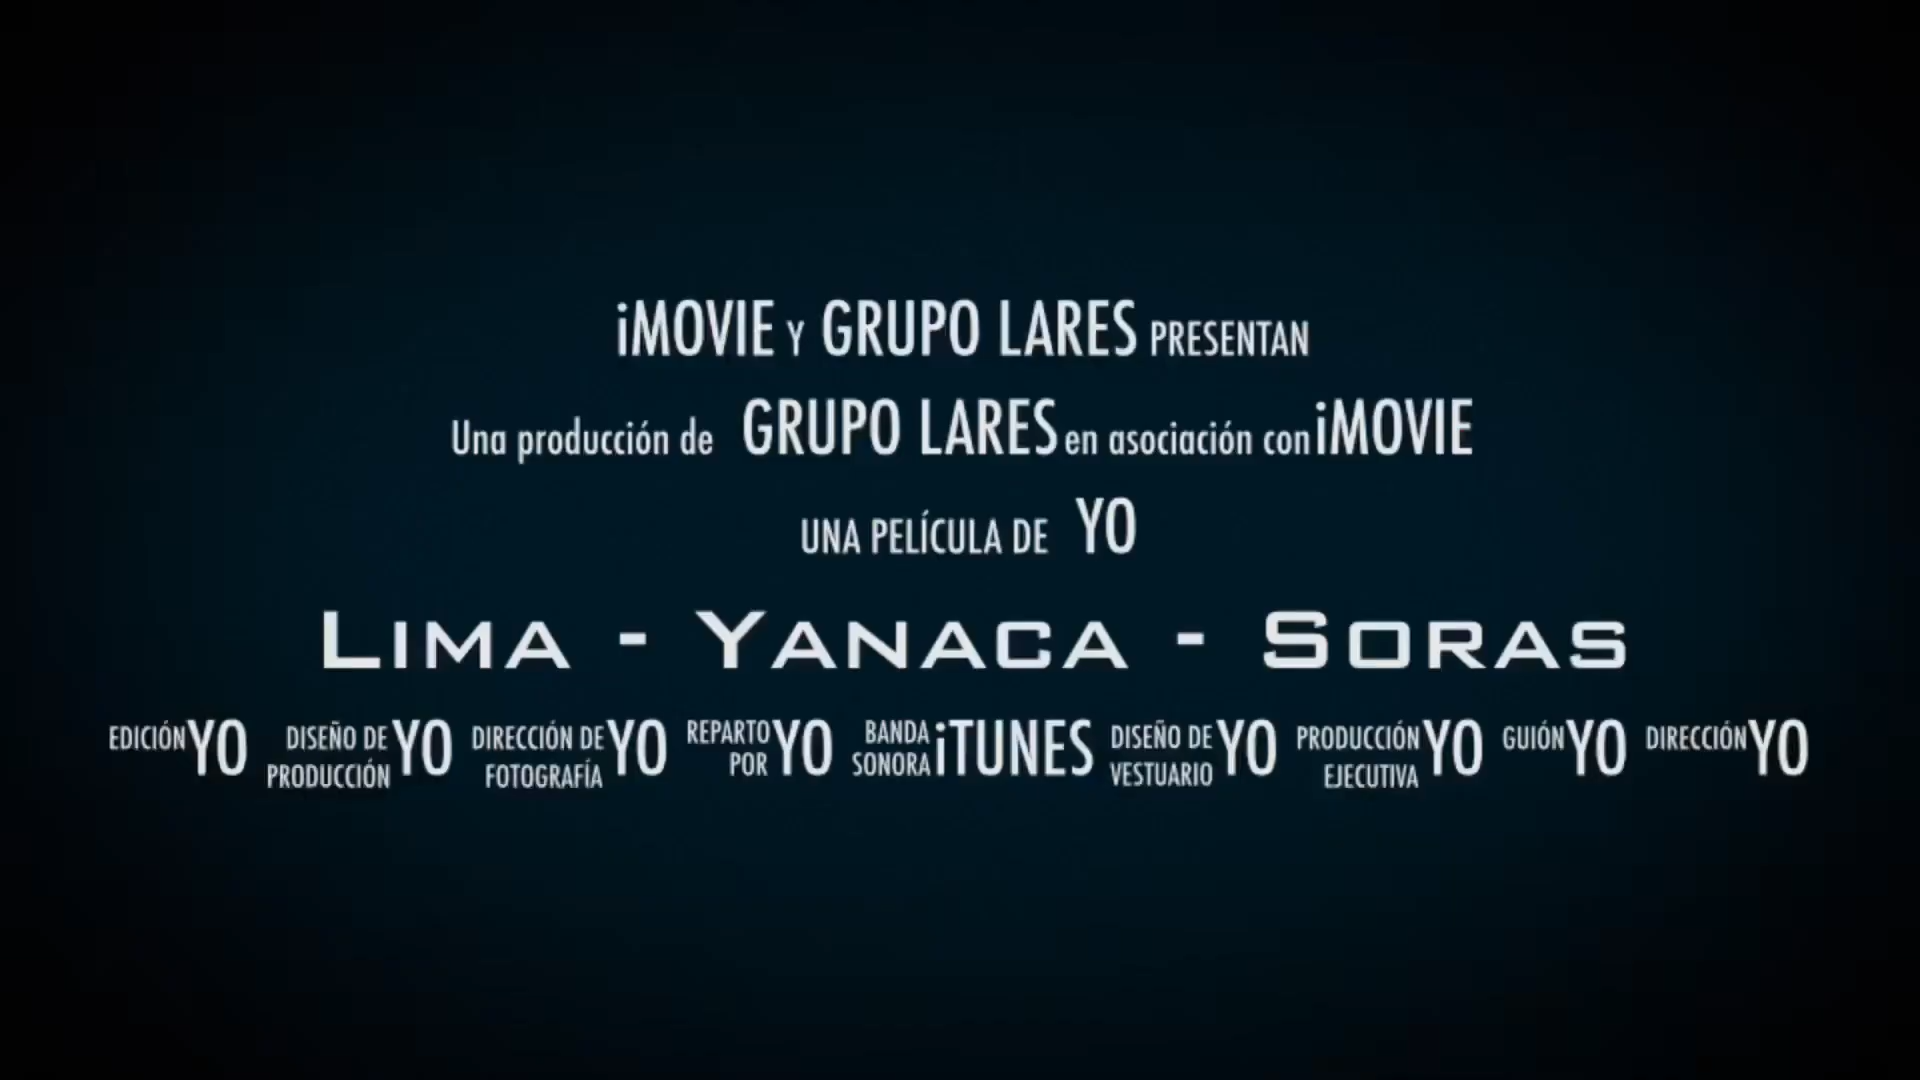 iMOVIE Y GRUPO LARES PRESENTAN
Una producción de GRUPO LARES en asociación con iMOVIE
UNA PELÍCULA DE YO
LIMA - YANACA - SORAS
EDICIÓN YO DISEÑO DE PRODUCCIÓN YO DIRECCIÓN DE FOTOGRAFÍA YO REPARTO POR YO BANDA SONORA iTUNES DISEÑO DE VESTUARIO YO PRODUCCIÓN EJECUTIVA YO GUIÓN YO DIRECCIÓN YO